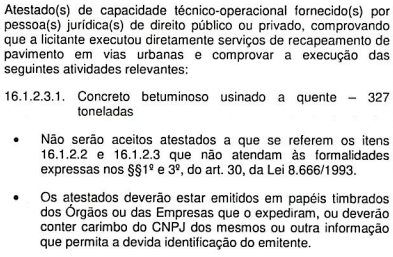 Atestado(s) de capacidade técnico-operacional fornecido(s) por
pessoa(s) jurídica(s) de direito público ou privado, comprovando
que a licitante executou diretamente serviços de recapeamento de
pavimento em vias urbanas e comprovar a execução das
seguintes atividades relevantes:
16.1.2.3.1. Concreto betuminoso usinado a quente – 327
toneladas
• Não serão aceitos atestados a que se referem os itens
16.1.2.2 e 16.1.2.3 que não atendam às formalidades
expressas nos §§1º e 3º, do art. 30, da Lei 8.666/1993.
• Os atestados deverão estar emitidos em papéis timbrados
dos Órgãos ou das Empresas que o expediram, ou deverão
conter carimbo do CNPJ dos mesmos ou outra informação
que permita a devida identificação do emitente.